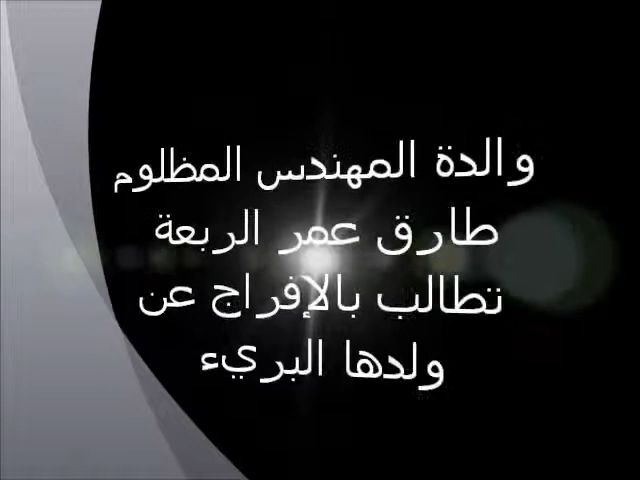 والدة المهندس المظلوم
طارق عمر الربعة
تطالب بالإفراج عن
ولدها البريء